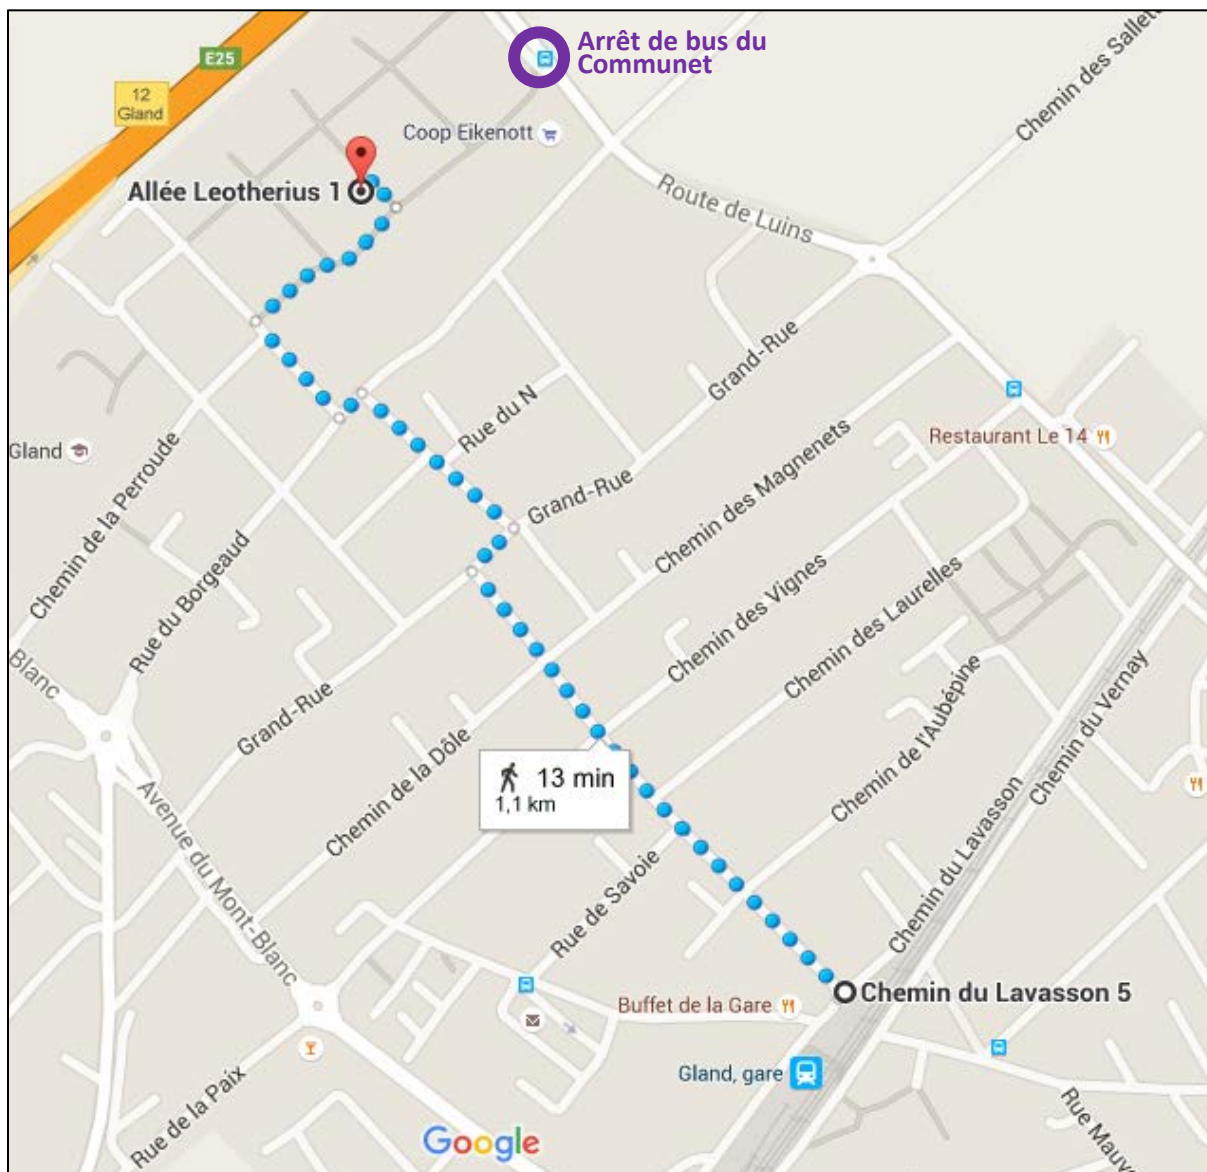 Arrêt de bus du
Communet
E25
12
Gland
Coop Eikenott
Chemin des Sallett
Allée Leotherius 1
Route de Luins
Grand-Rue
Rue du N
Restaurant Le 14
Gland
Chemin des Magnenets
Grand-Rue
Chemin de la Perroude
Rue du Borgeaud
Chemin des Vignes
Chemin des Laurelles
Blanc
Grand-Rue
Chemin de l'Aubépine
Chemin du Vernay
Chemin de la Dôle
13 min
1,1 km
Avenue du Mont-Blanc
Rue de Savoie
Chemin du Lavasson
Chemin du Lavasson 5
Buffet de la Gare
Gland, gare
Rue de la Paix
Rue Mauve
Google